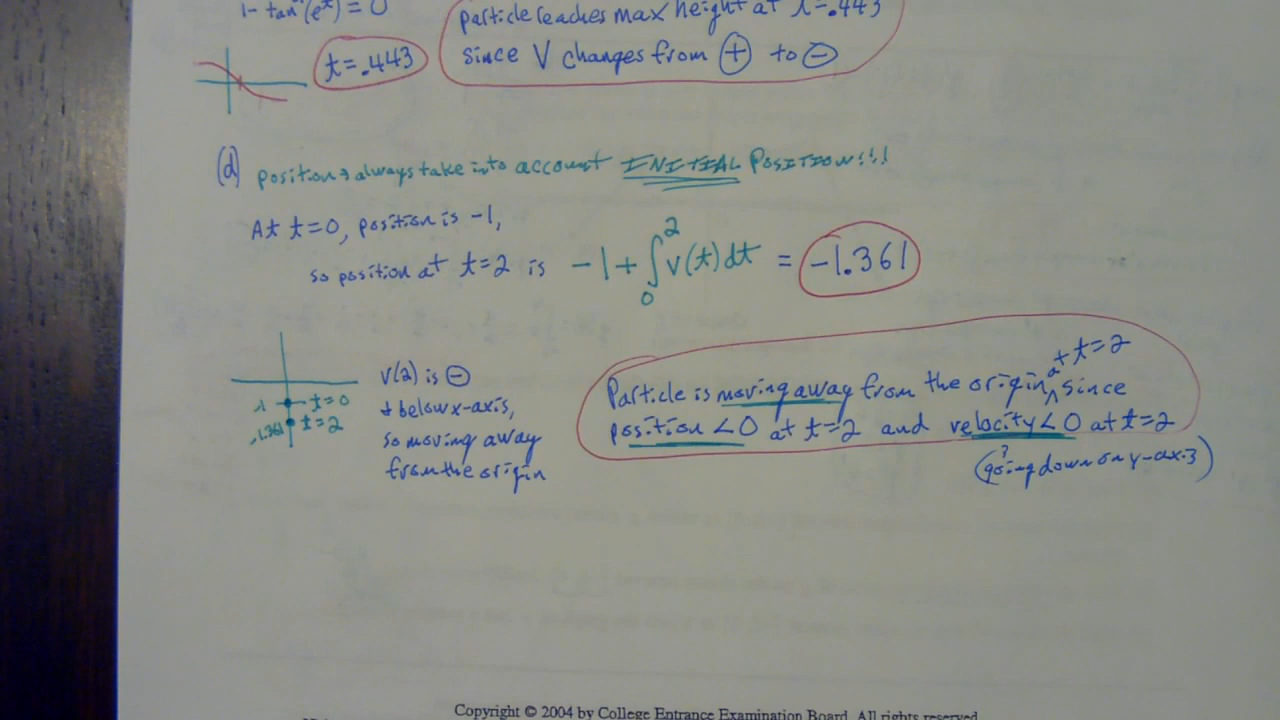 1 - tan⁻¹(eᵗ) = 0
particle reaches max height at t=.443
t=.443
since V changes from ⊕ to ⊖
(d) position → always take into account INITIAL POSITION!!!
At t=0, position is -1,
so position at t=2 is -1 + ∫₀² v(t)dt = -1.361
v(2) is ⊖
-1 t=0
+ below x-axis,
-1.361 t=2
so moving away
from the origin
Particle is moving away from the origin at t=2 since
position <0 at t=2 and velocity <0 at t=2
(going down on y-axis)
Copyright © 2004 by College Entrance Examination Board. All rights reserved.